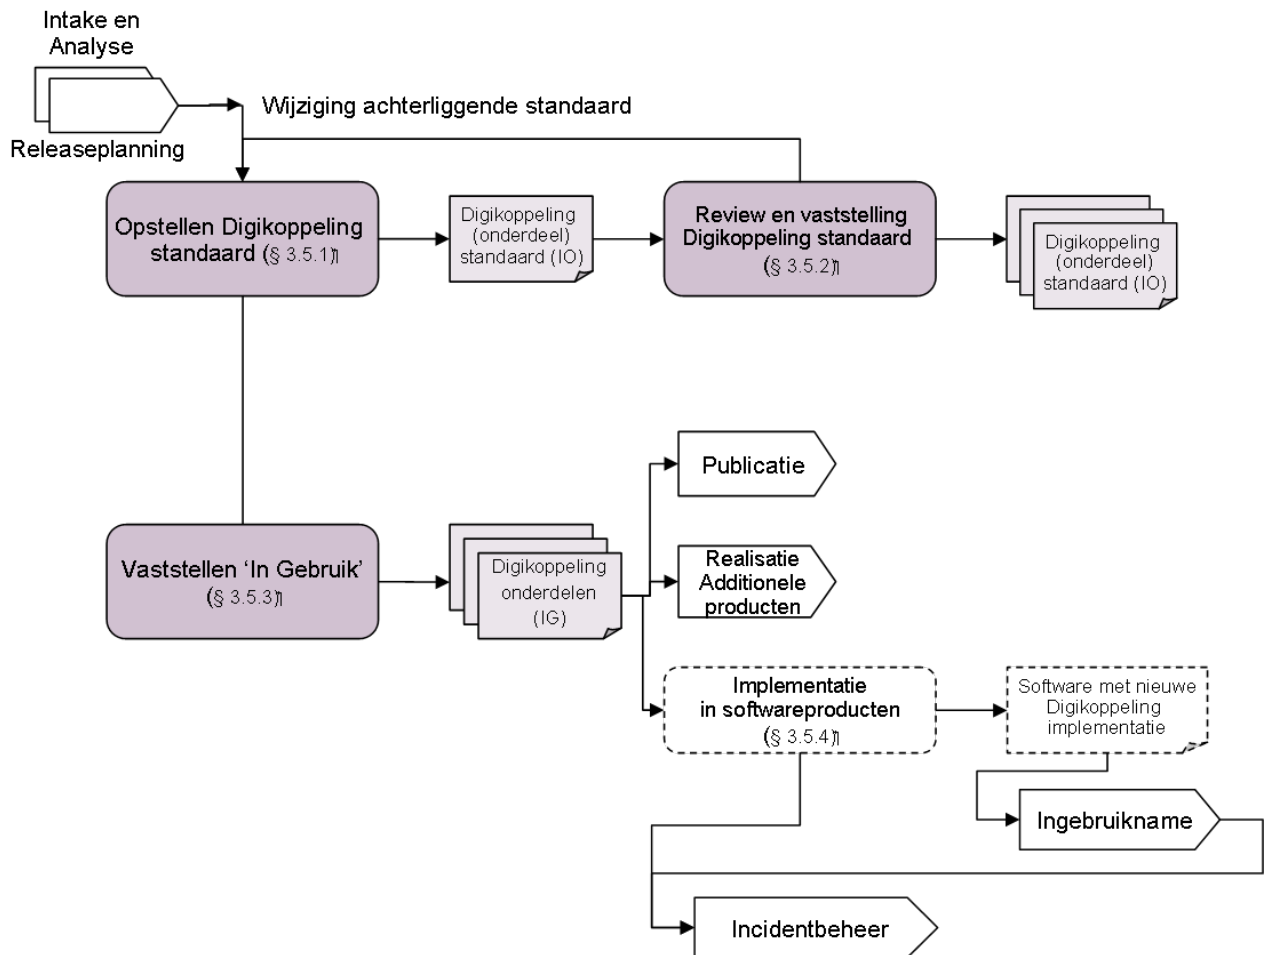 Intake en
Analyse
Wijziging achterliggende standaard
Releaseplanning
Opstellen Digikoppeling
standaard (§ 3.5.1)¶
Digikoppeling
(onderdeel)
standaard (IO)
Review en vaststelling
Digikoppeling standaard
(§ 3.5.2)¶
Digikoppeling
(onderdeel)
standaard (IO)
Publicatie
Vaststellen ‘In Gebruik’
(§ 3.5.3)¶
Digikoppeling
onderdelen
(IG)
Realisatie
Additionele
producten
Implementatie
in softwareproducten
(§ 3.5.4)¶
Software met nieuwe
Digikoppeling
implementatie
Ingebruikname
Incidentbeheer